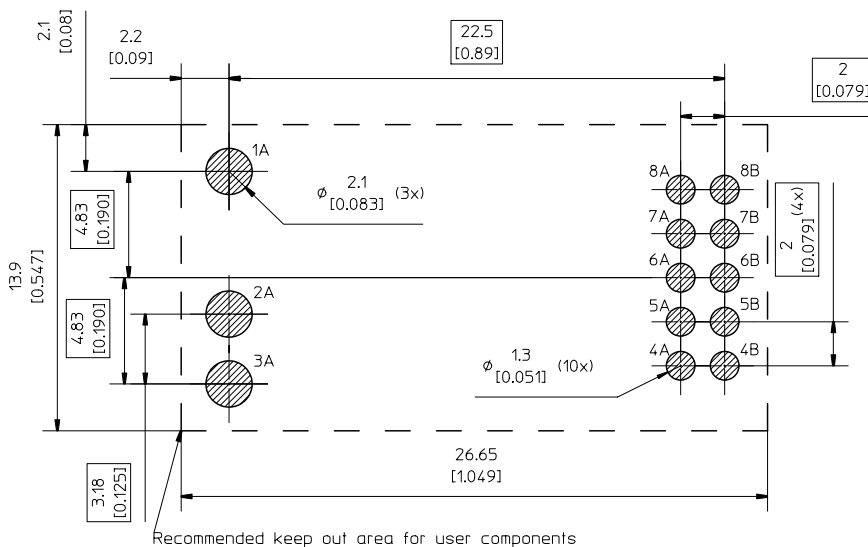 2.1
[0.08]
2.2
[0.09]
22.5
[0.89]
2
[0.079]
1A
8A
8B
ø 2.1 (3x)
[0.083]
4.83
[0.190]
7A
7B
2 (4x)
[0.079]
13.9
[0.547]
6A
6B
2A
4.83
[0.190]
5A
5B
3A
ø 1.3 (10x)
[0.051]
4A
4B
26.65
[1.049]
3.18
[0.125]
Recommended keep out area for user components